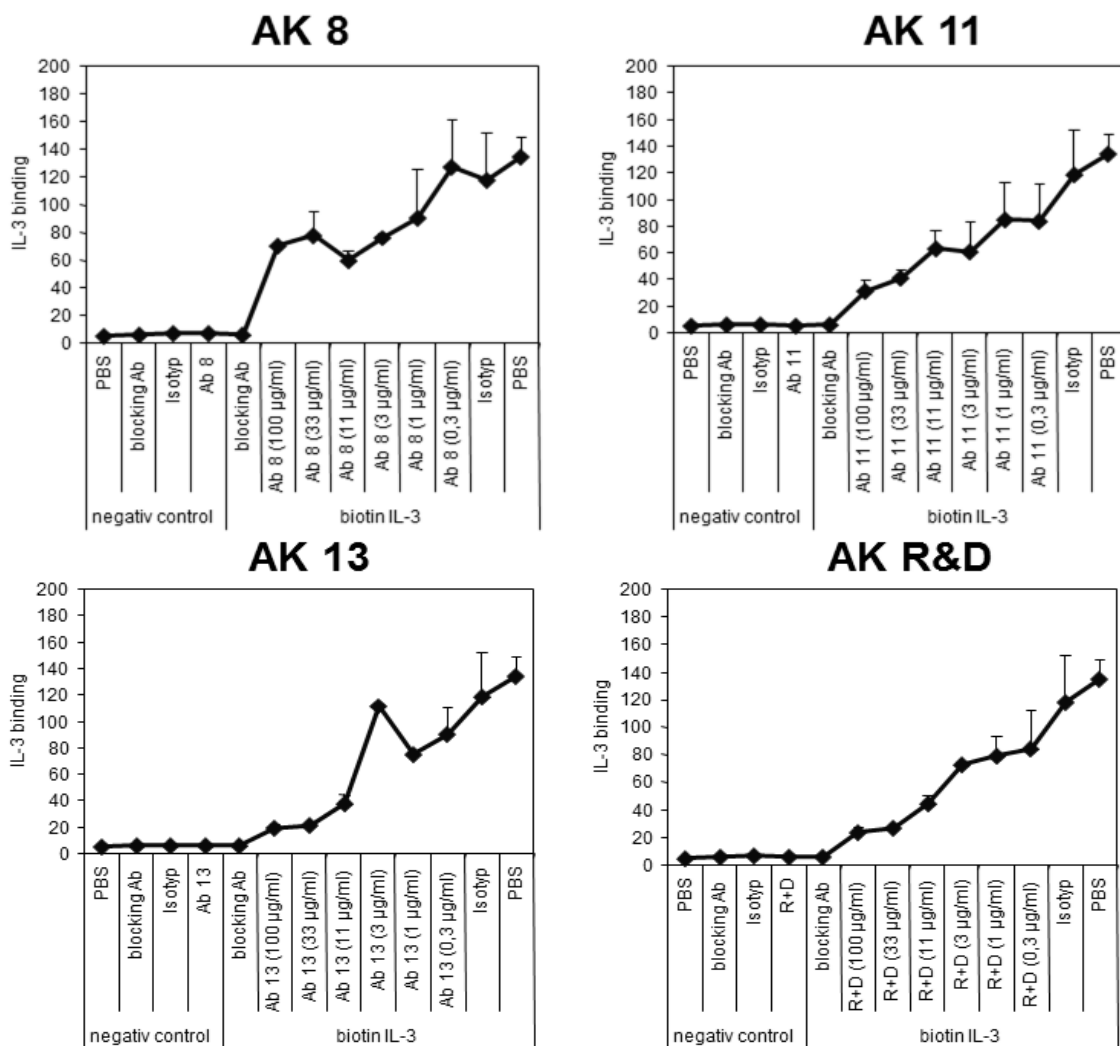 AK 8
200
180
160
140
120
100
80
60
40
20
0
IL-3 binding
PBS
blocking Ab
Isotyp
Ab 8
blocking Ab
Ab 8 (100 µg/ml)
Ab 8 (33 µg/ml)
Ab 8 (11 µg/ml)
Ab 8 (3 µg/ml)
Ab 8 (1 µg/ml)
Ab 8 (0,3 µg/ml)
Isotyp
PBS
negativ control
biotin IL-3
AK 11
200
180
160
140
120
100
80
60
40
20
0
IL-3 binding
PBS
blocking Ab
Isotyp
Ab 11
blocking Ab
Ab 11 (100 µg/ml)
Ab 11 (33 µg/ml)
Ab 11 (11 µg/ml)
Ab 11 (3 µg/ml)
Ab 11 (1 µg/ml)
Ab 11 (0,3 µg/ml)
Isotyp
PBS
negativ control
biotin IL-3
AK 13
200
180
160
140
120
100
80
60
40
20
0
IL-3 binding
PBS
blocking Ab
Isotyp
Ab 13
blocking Ab
Ab 13 (100 µg/ml)
Ab 13 (33 µg/ml)
Ab 13 (11 µg/ml)
Ab 13 (3 µg/ml)
Ab 13 (1 µg/ml)
Ab 13 (0,3 µg/ml)
Isotyp
PBS
negativ control
biotin IL-3
AK R&D
200
180
160
140
120
100
80
60
40
20
0
IL-3 binding
PBS
blocking Ab
Isotyp
R+D
blocking Ab
R+D (100 µg/ml)
R+D (33 µg/ml)
R+D (11 µg/ml)
R+D (3 µg/ml)
R+D (1 µg/ml)
R+D (0,3 µg/ml)
Isotyp
PBS
negativ control
biotin IL-3